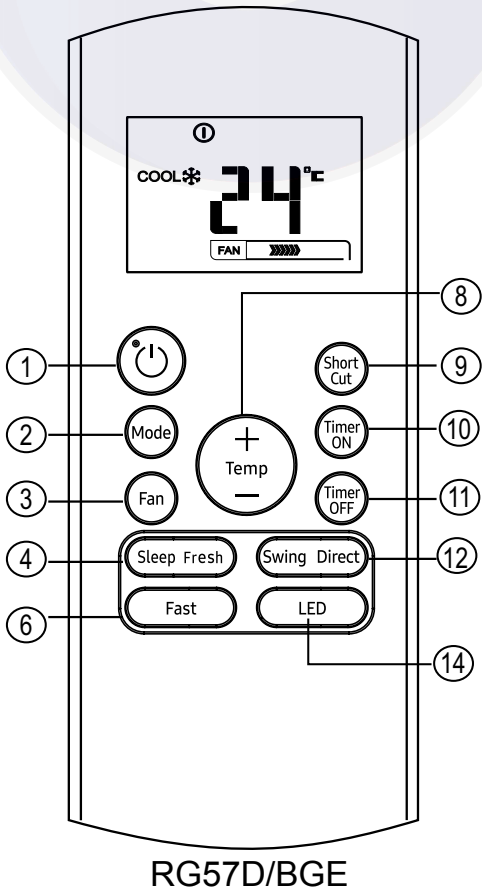 COOL
24°C
FAN
8
1
Short
Cut
9
2
Mode
+
Temp
−
Timer
ON
10
3
Fan
Timer
OFF
11
4
Sleep Fresh
Swing Direct
12
6
Fast
LED
14
RG57D/BGE